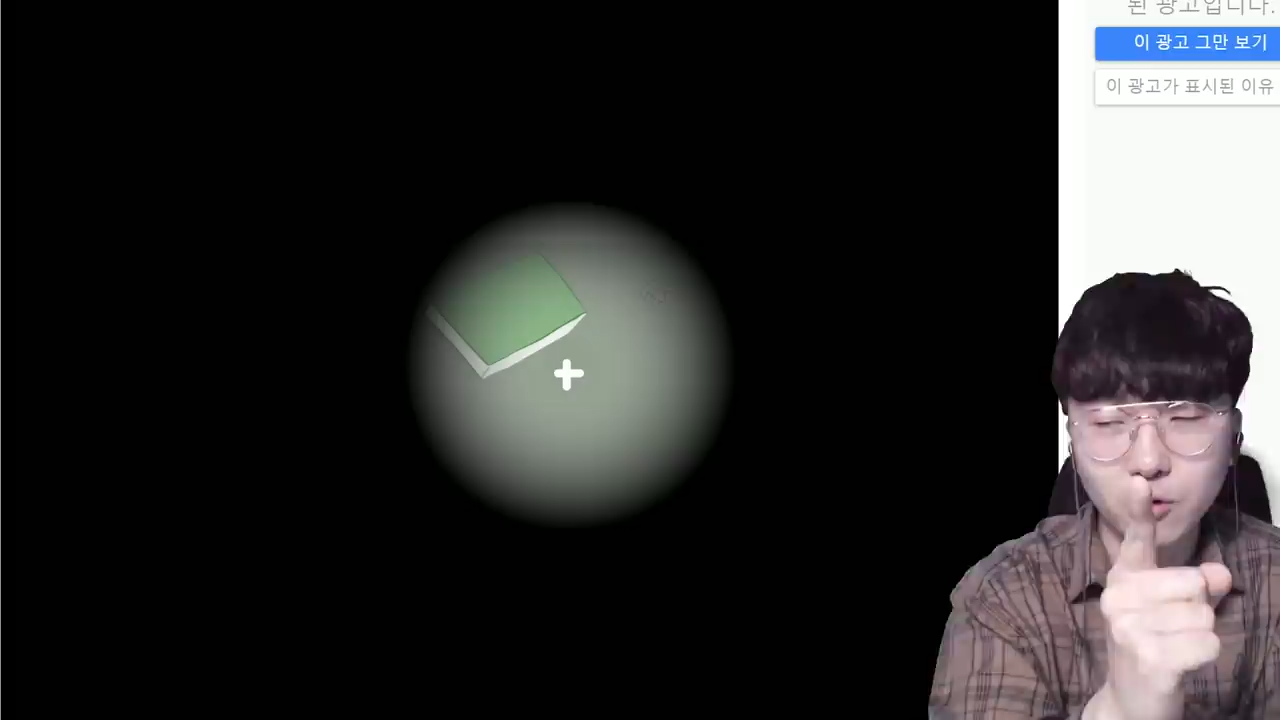 된 광고입니다.
이 광고 그만 보기
이 광고가 표시된 이유